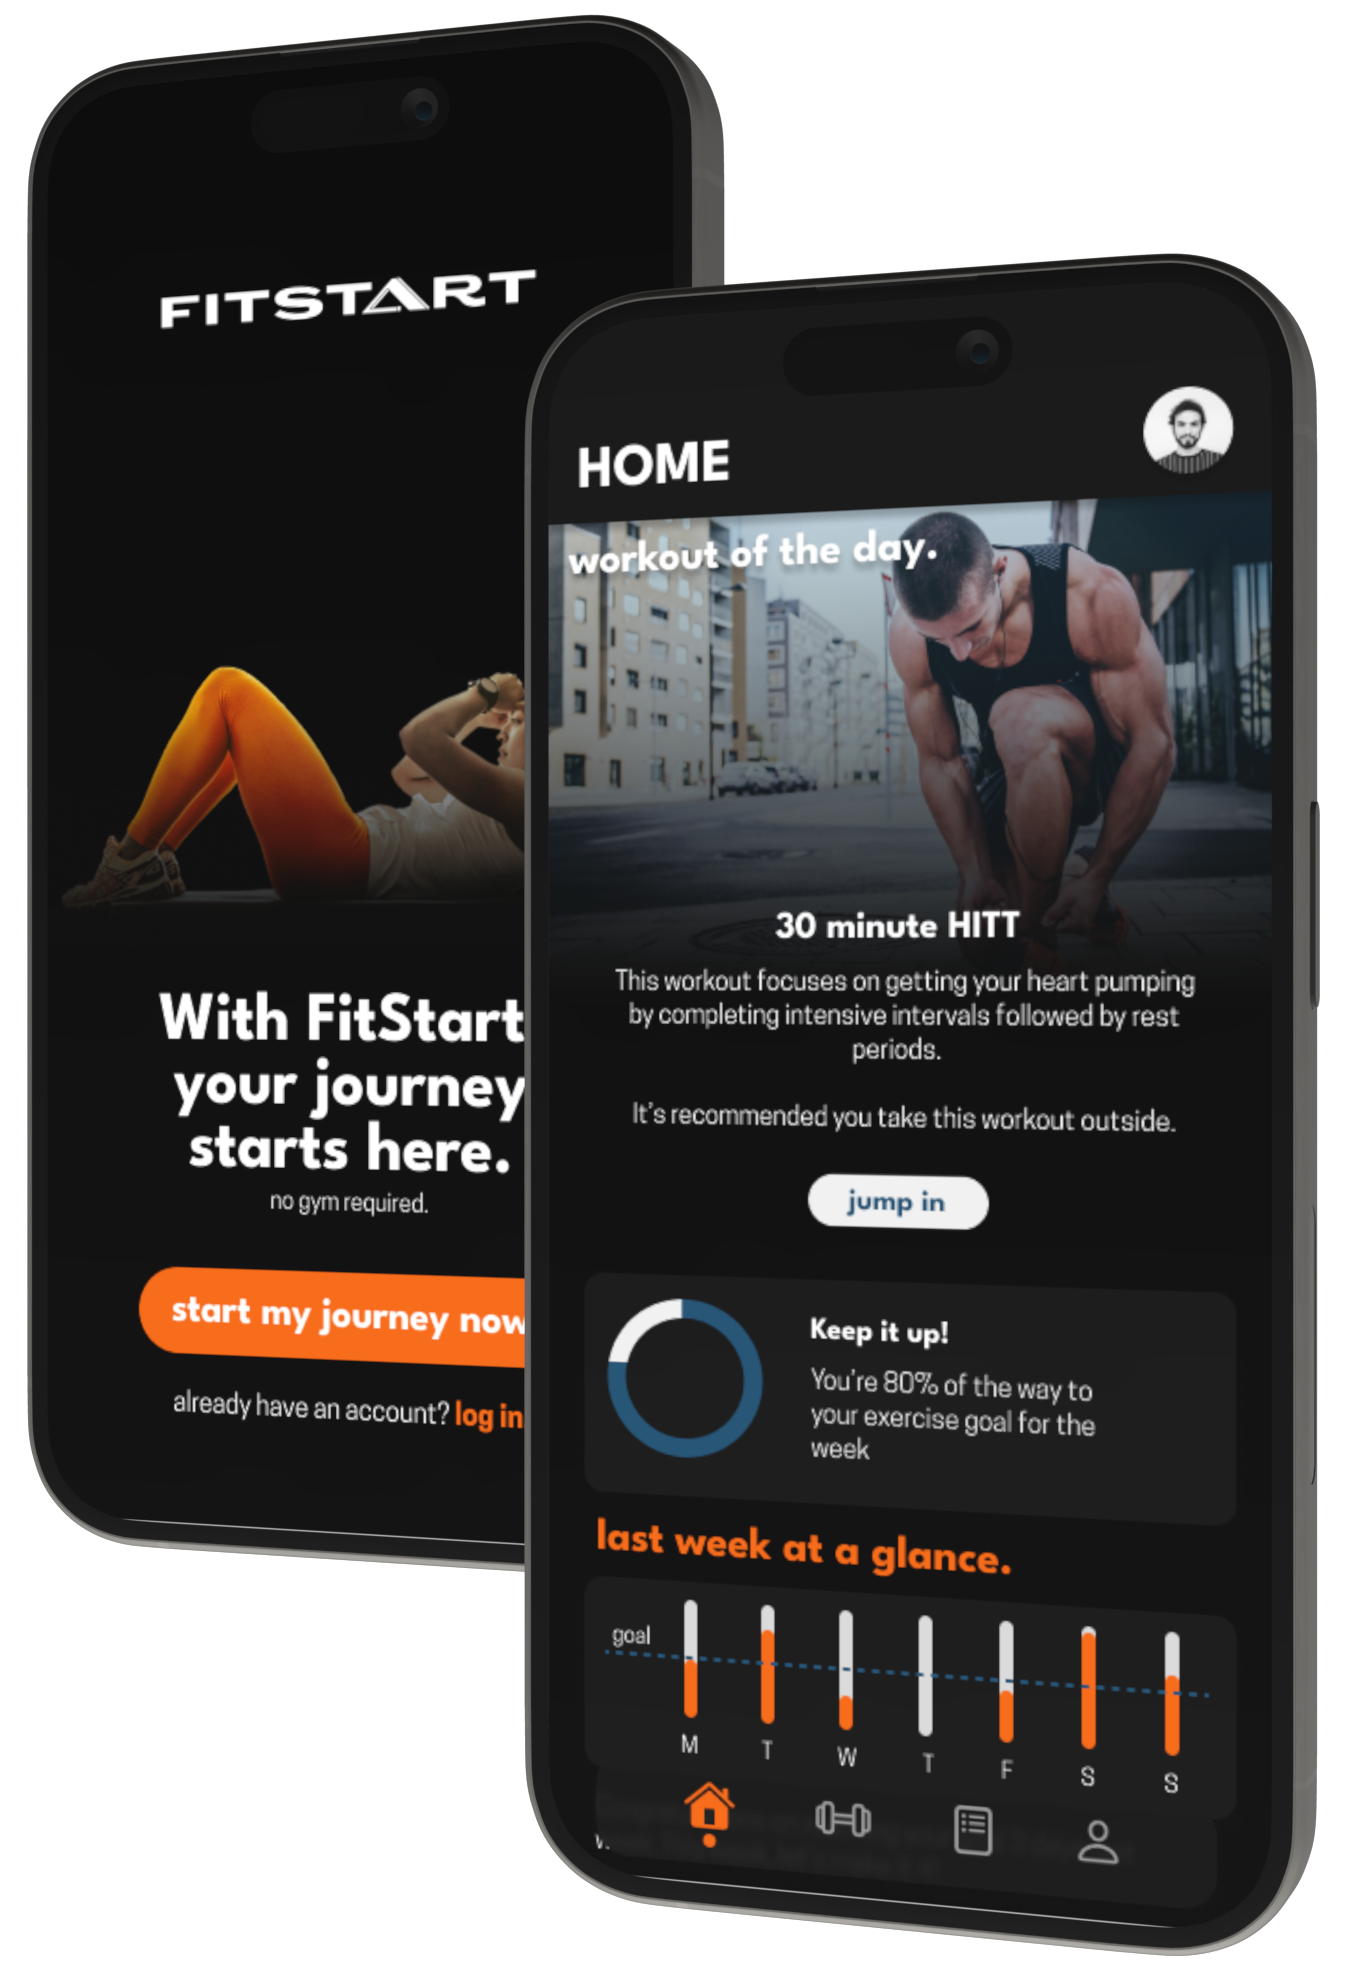 FITSTART
With FitStart
your journey
starts here.
no gym required.
start my journey now
already have an account? log in
HOME
workout of the day.
30 minute HITT
This workout focuses on getting your heart pumping
by completing intensive intervals followed by rest
periods.
It's recommended you take this workout outside.
jump in
Keep it up!
You're 80% of the way to
your exercise goal for the
week
last week at a glance.
goal
M T W T F S S